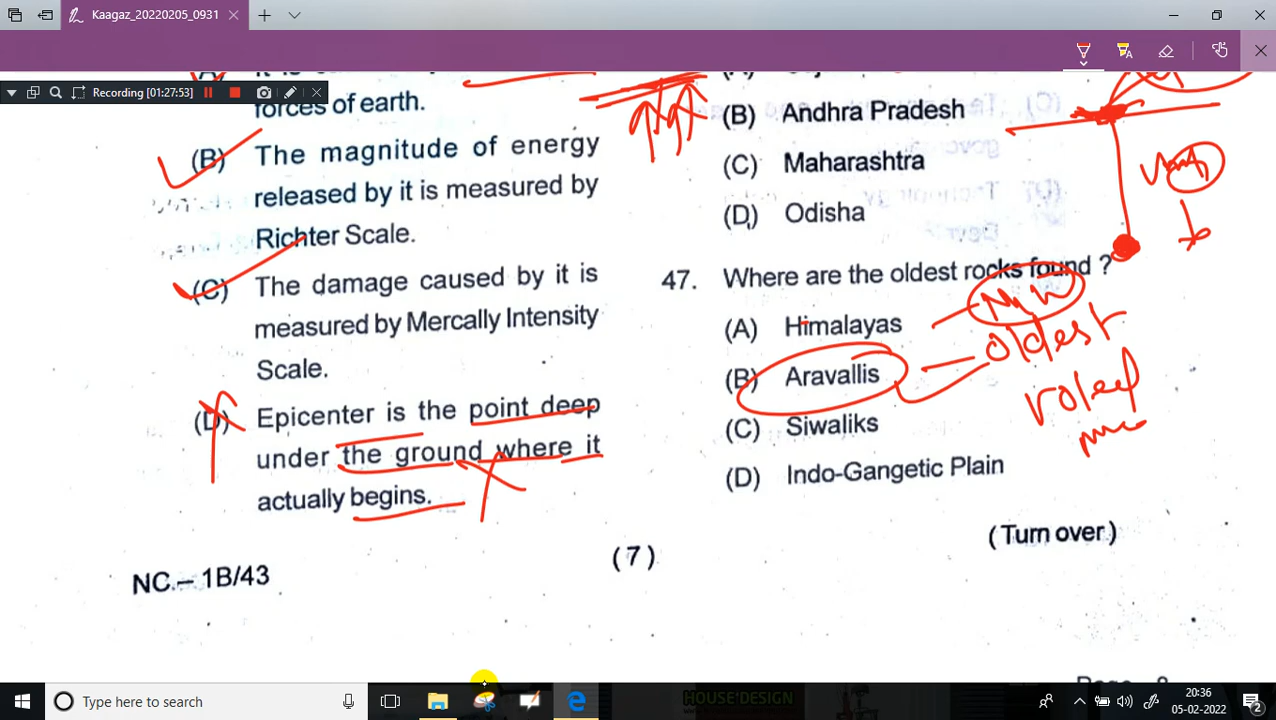 Kaagaz_20220205_0931
Recording [01:27:53]
forces of earth.
(B) The magnitude of energy
released by it is measured by
Richter Scale.
(C) The damage caused by it is
measured by Mercally Intensity
Scale.
(D) Epicenter is the point deep
under the ground where it
actually begins.
NC.– 1B/43
(7)
(B) Andhra Pradesh
(C) Maharashtra
(D) Odisha
47. Where are the oldest rocks found ?
(A) Himalayas
(B) Aravallis
oldest
(C) Siwaliks
(D) Indo-Gangetic Plain
(Turn over)
Type here to search
HOUSE DESIGN
20:36
05-02-2022
2